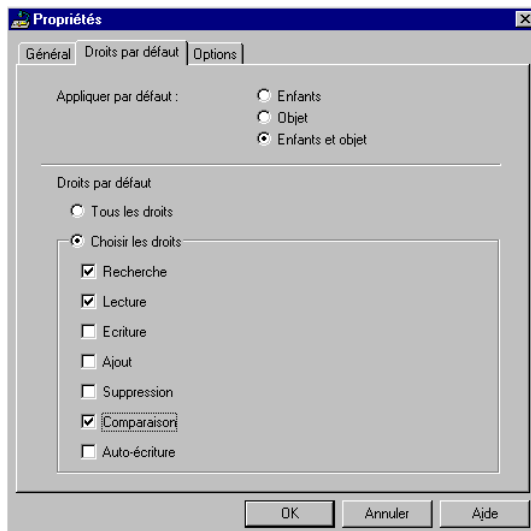 Propriétés
Général
Droits par défaut
Options
Appliquer par défaut :
Enfants
Objet
Enfants et objet
Droits par défaut
Tous les droits
Choisir les droits
Recherche
Lecture
Ecriture
Ajout
Suppression
Comparaison
Auto-écriture
OK
Annuler
Aide